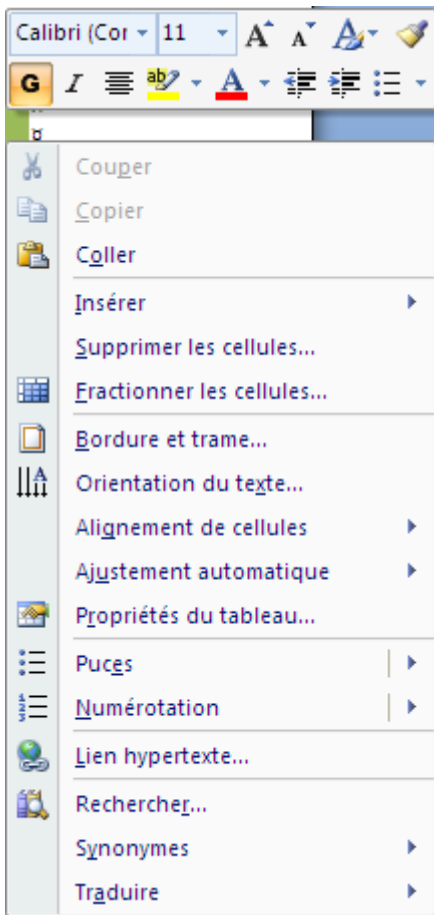 Calibri (Cor 11 A A A
G I ab A
¤
Couper
Copier
Coller
Insérer
Supprimer les cellules...
Fractionner les cellules...
Bordure et trame...
Orientation du texte...
Alignement de cellules
Ajustement automatique
Propriétés du tableau...
Puces
Numérotation
Lien hypertexte...
Rechercher...
Synonymes
Traduire